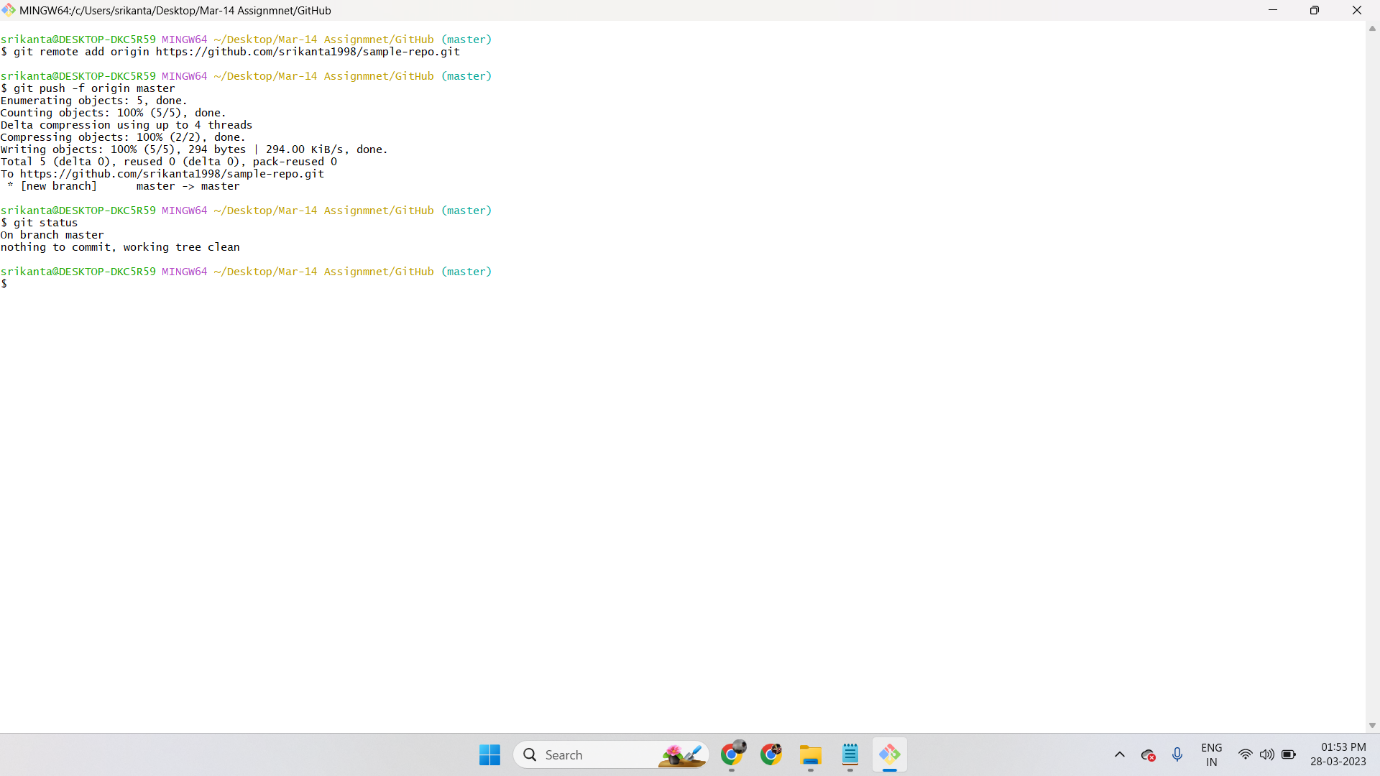 MINGW64:/c/Users/srikanta/Desktop/Mar-14 Assignmnet/GitHub
srikanta@DESKTOP-DKC5R59 MINGW64 ~/Desktop/Mar-14 Assignmnet/GitHub (master)
$ git remote add origin https://github.com/srikanta1998/sample-repo.git
srikanta@DESKTOP-DKC5R59 MINGW64 ~/Desktop/Mar-14 Assignmnet/GitHub (master)
$ git push -f origin master
Enumerating objects: 5, done.
Counting objects: 100% (5/5), done.
Delta compression using up to 4 threads
Compressing objects: 100% (2/2), done.
Writing objects: 100% (5/5), 294 bytes | 294.00 KiB/s, done.
Total 5 (delta 0), reused 0 (delta 0), pack-reused 0
To https://github.com/srikanta1998/sample-repo.git
 * [new branch]      master -> master
srikanta@DESKTOP-DKC5R59 MINGW64 ~/Desktop/Mar-14 Assignmnet/GitHub (master)
$ git status
On branch master
nothing to commit, working tree clean
srikanta@DESKTOP-DKC5R59 MINGW64 ~/Desktop/Mar-14 Assignmnet/GitHub (master)
$
Search
ENG
IN
01:53 PM
28-03-2023